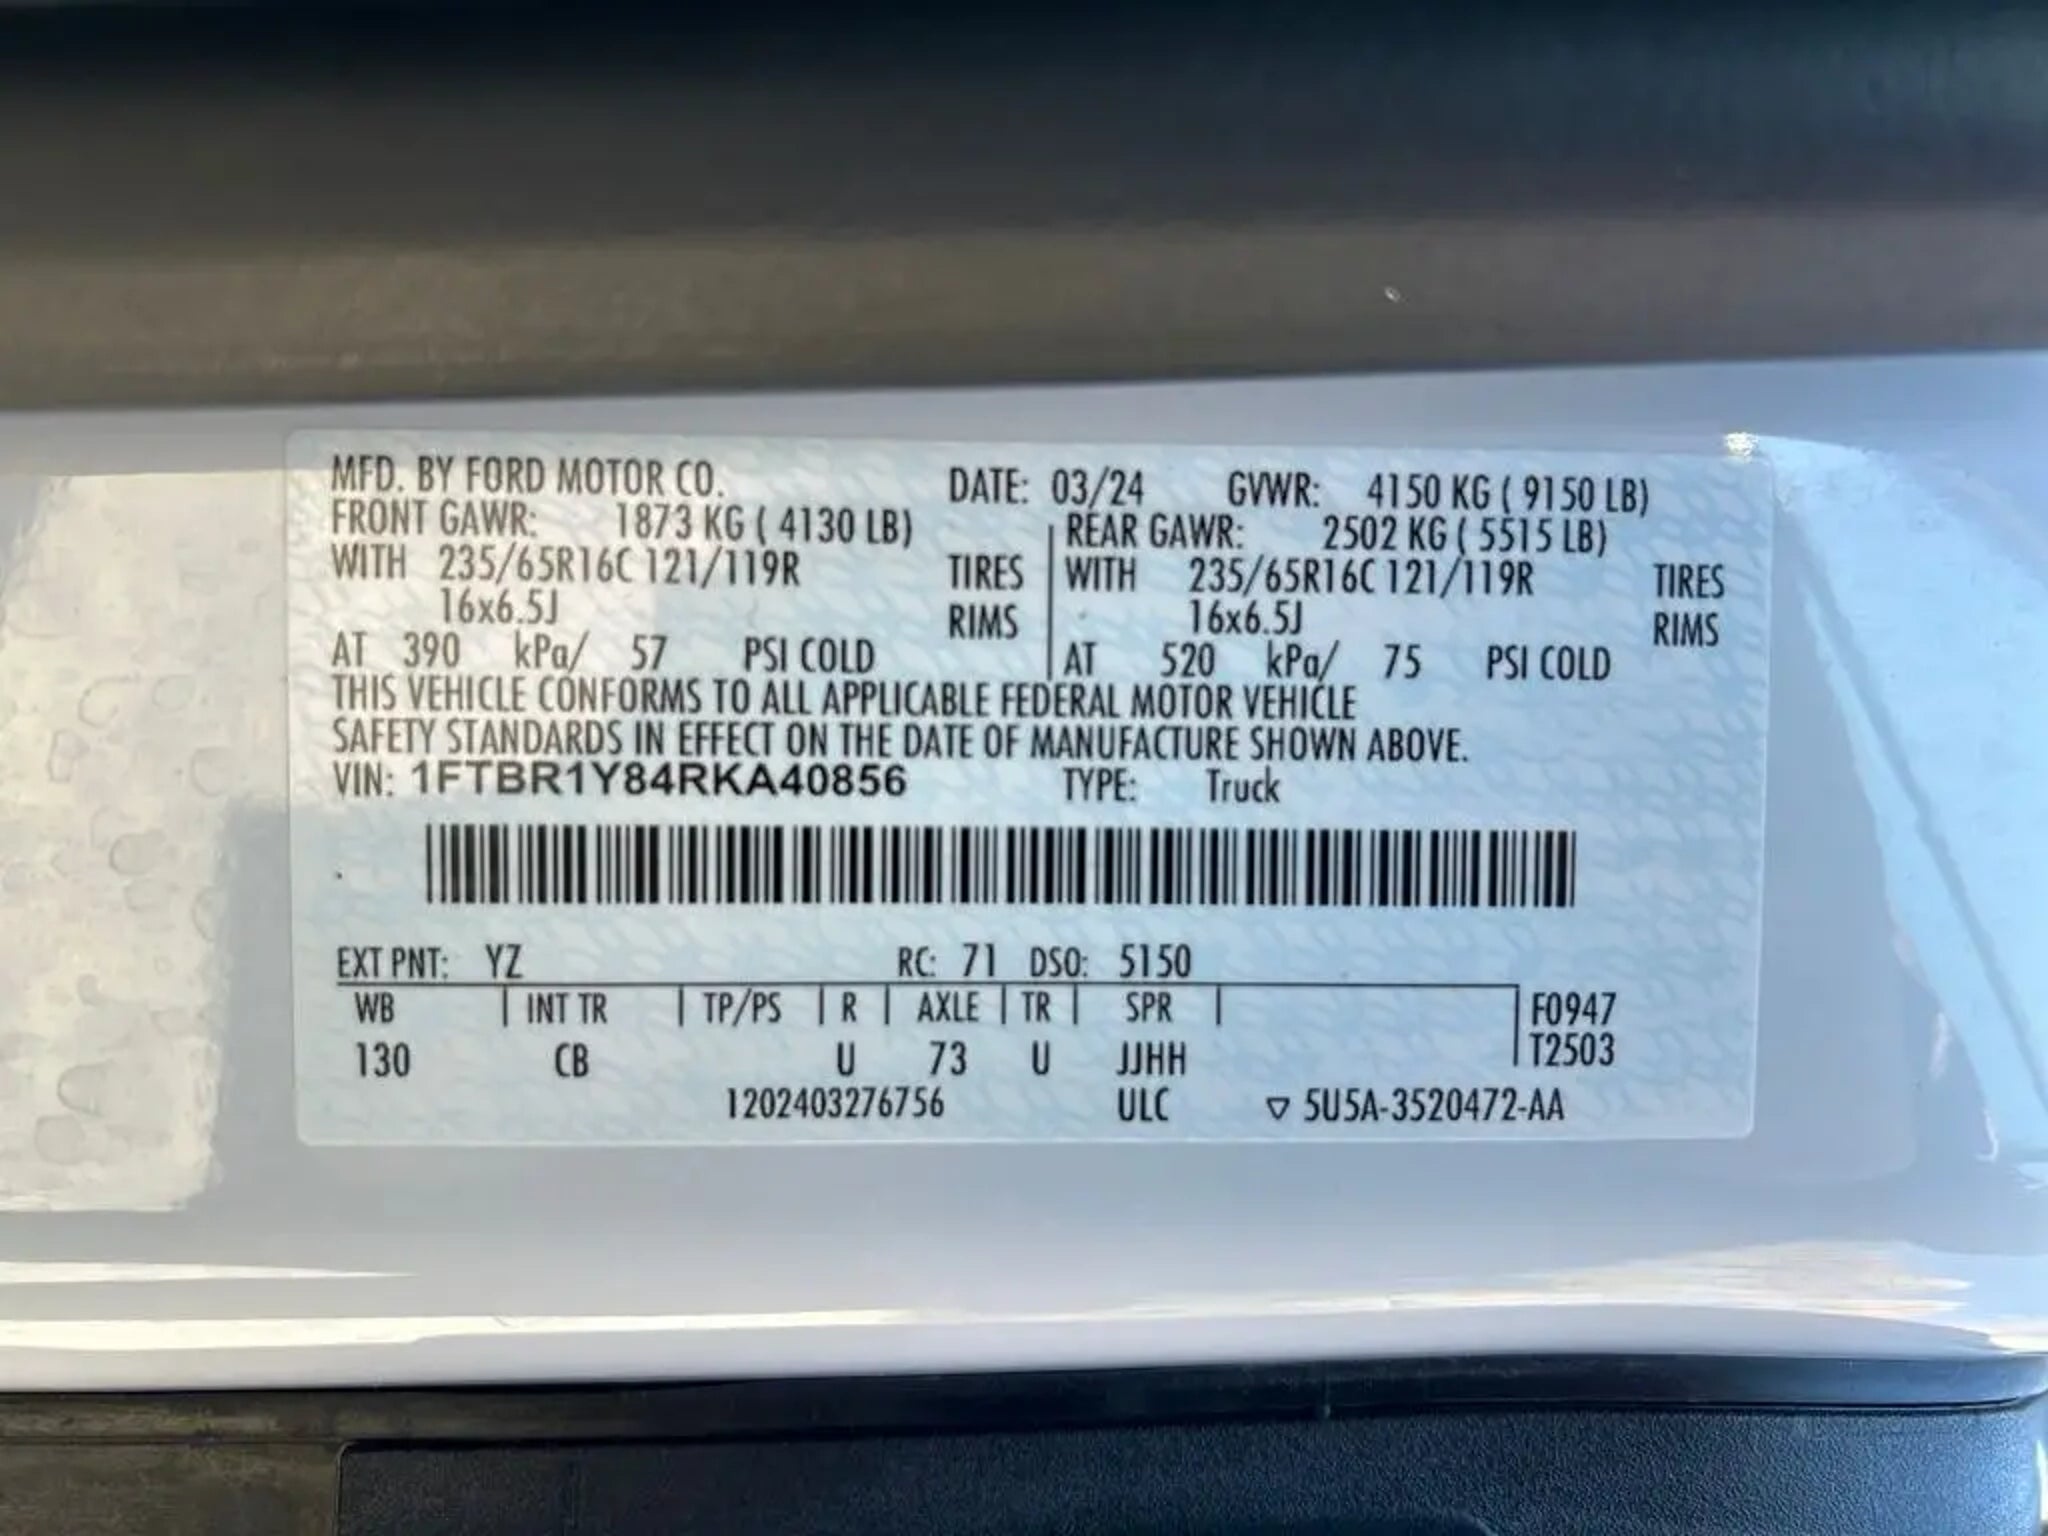 MFD. BY FORD MOTOR CO. DATE: 03/24 GVWR: 4150 KG ( 9150 LB)
FRONT GAWR: 1873 KG ( 4130 LB) REAR GAWR: 2502 KG ( 5515 LB)
WITH 235/65R16C 121/119R TIRES WITH 235/65R16C 121/119R TIRES
16x6.5J RIMS 16x6.5J RIMS
AT 390 kPa/ 57 PSI COLD AT 520 kPa/ 75 PSI COLD
THIS VEHICLE CONFORMS TO ALL APPLICABLE FEDERAL MOTOR VEHICLE
SAFETY STANDARDS IN EFFECT ON THE DATE OF MANUFACTURE SHOWN ABOVE.
VIN: 1FTBR1Y84RKA40856 TYPE: Truck
EXT PNT: YZ RC: 71 DSO: 5150
WB INT TR TP/PS R AXLE TR SPR F0947
130 CB U 73 U JJHH T2503
1202403276756 ULC ▽ 5U5A-3520472-AA